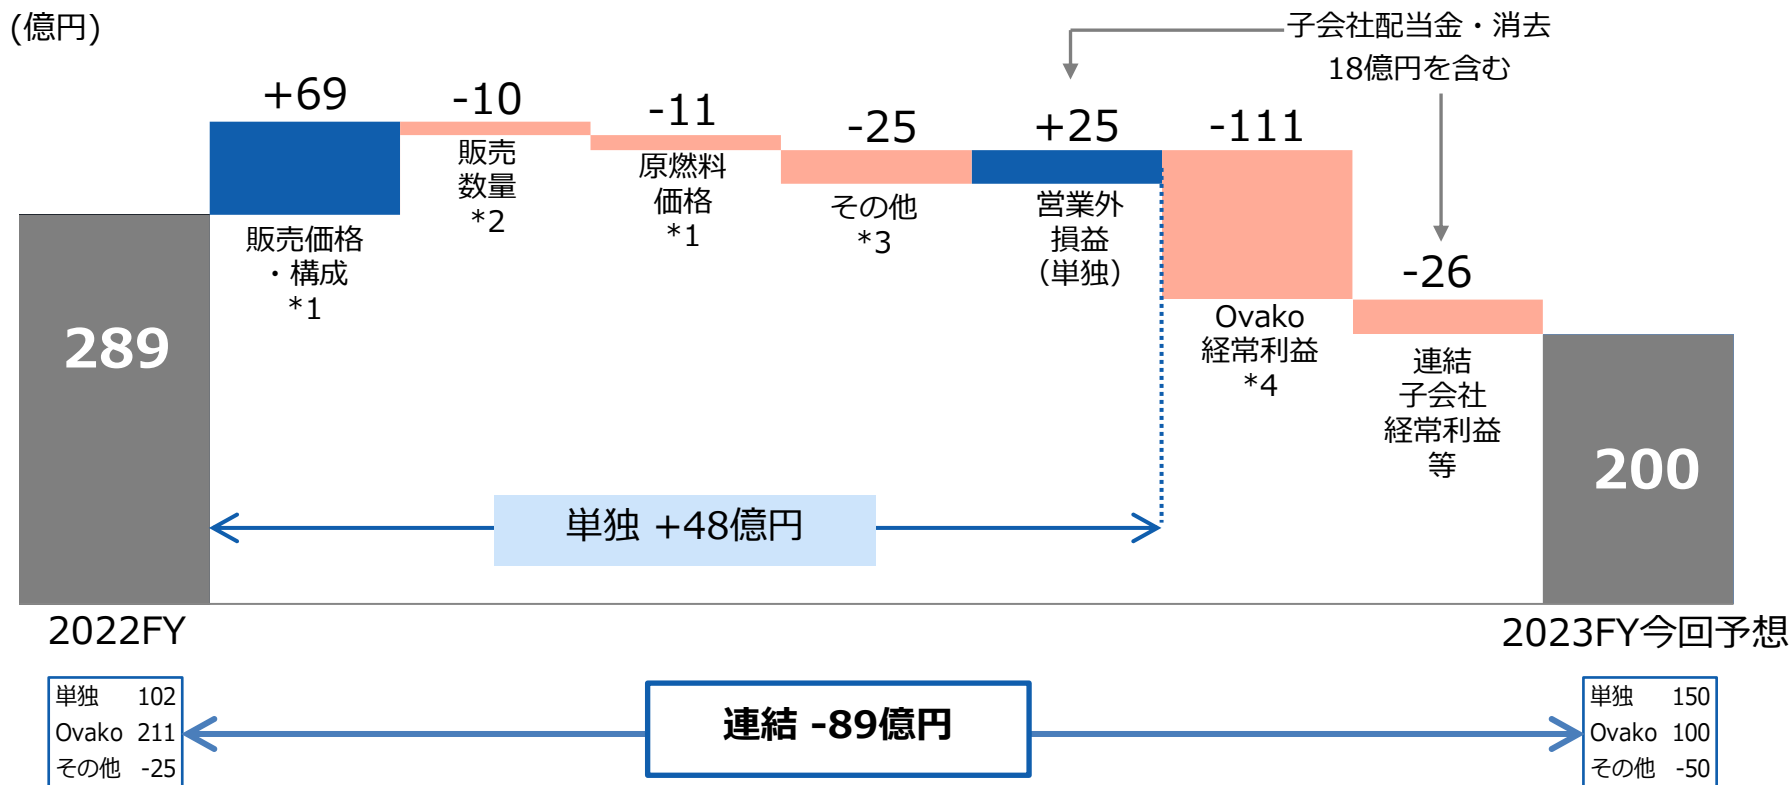 (億円)
子会社配当金・消去
18億円を含む
+69
-10
-11
-25
+25
-111
-26
販売価格
・構成
*1
販売
数量
*2
原燃料
価格
*1
その他
*3
営業外
損益
（単独）
Ovako
経常利益
*4
連結
子会社
経常利益
等
289
200
単独 +48億円
2022FY
2023FY今回予想
単独 102
Ovako 211
その他 -25
連結 -89億円
単独 150
Ovako 100
その他 -50